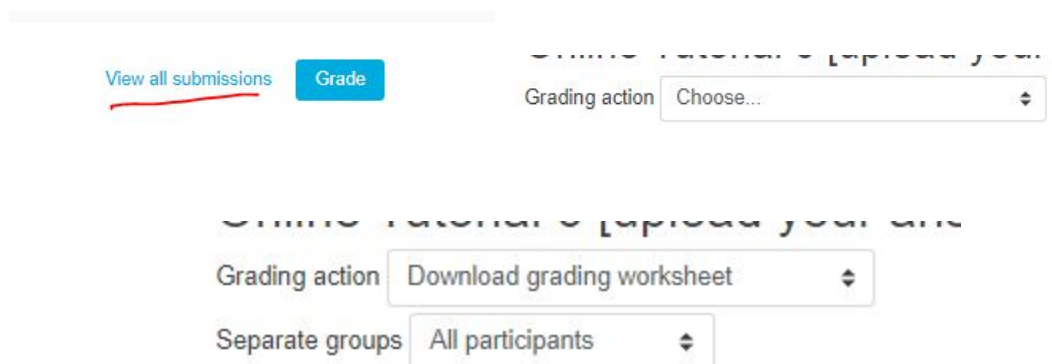 View all submissions Grade
Grading action Choose...
Grading action Download grading worksheet
Separate groups All participants